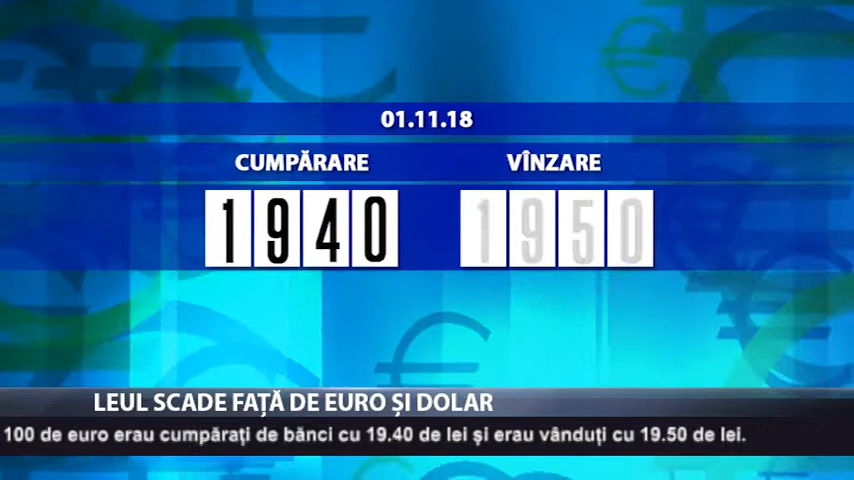 01.11.18
CUMPĂRARE VÎNZARE
1940 1950
LEUL SCADE FAȚĂ DE EURO ȘI DOLAR
100 de euro erau cumpărați de bănci cu 19.40 de lei și erau vânduți cu 19.50 de lei.